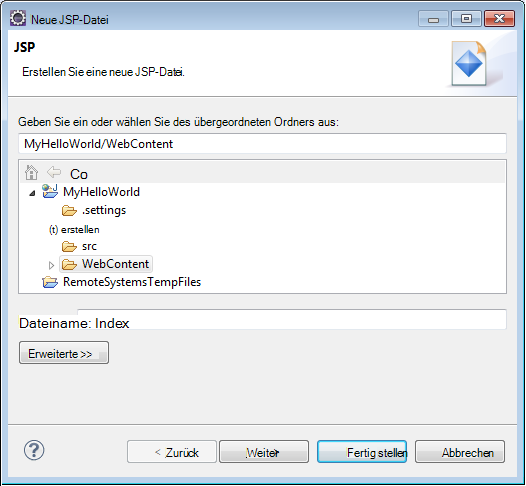 Neue JSP-Datei
JSP
Erstellen Sie eine neue JSP-Datei.
Geben Sie ein oder wählen Sie des übergeordneten Ordners aus:
MyHelloWorld/WebContent
Co
MyHelloWorld
.settings
(t) erstellen
src
WebContent
RemoteSystemsTempFiles
Dateiname: Index
Erweiterte >>
< Zurück Weiter> Fertig stellen Abbrechen